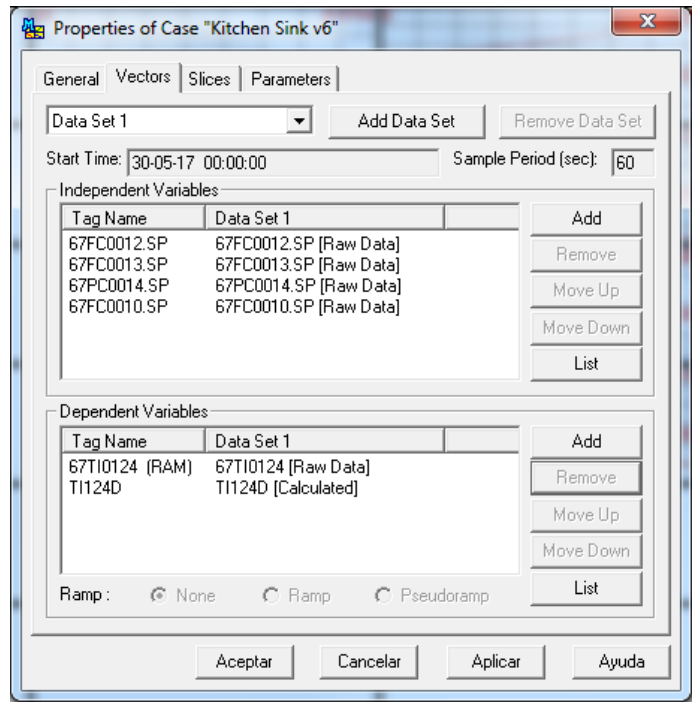 Properties of Case "Kitchen Sink v6"
General Vectors Slices Parameters
Data Set 1 Add Data Set Remove Data Set
Start Time: 30-05-17 00:00:00 Sample Period (sec): 60
Independent Variables
Tag Name Data Set 1 Add
67FC0012.SP 67FC0012.SP [Raw Data]
67FC0013.SP 67FC0013.SP [Raw Data] Remove
67PC0014.SP 67PC0014.SP [Raw Data] Move Up
67FC0010.SP 67FC0010.SP [Raw Data]
Move Down
List
Dependent Variables
Tag Name Data Set 1 Add
67TI0124 (RAM) 67TI0124 [Raw Data] Remove
TI124D TI124D [Calculated]
Move Up
Move Down
Ramp : None Ramp Pseudoramp List
Aceptar Cancelar Aplicar Ayuda